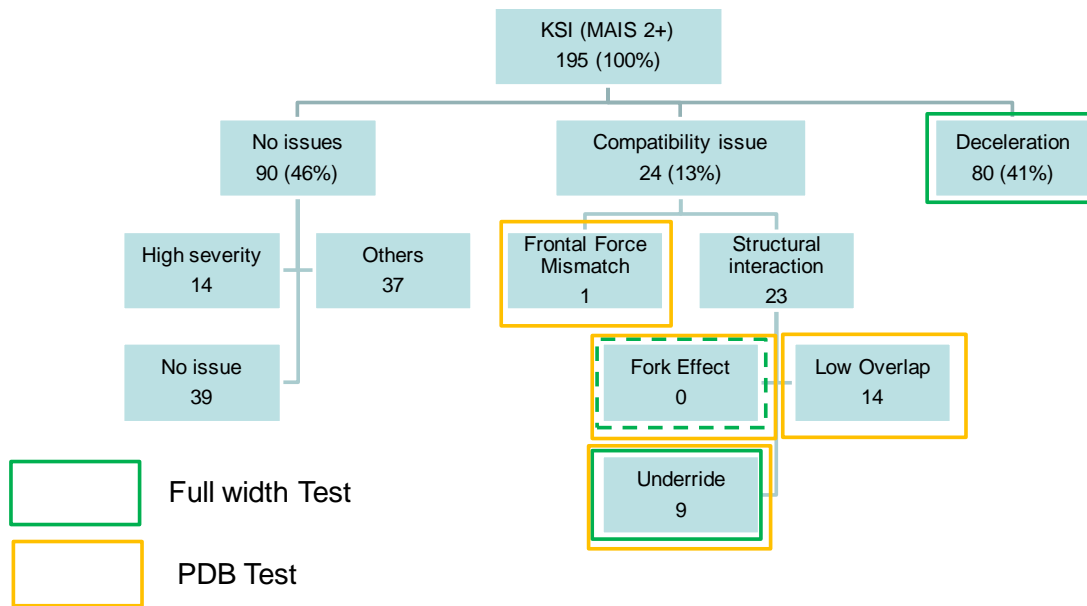 KSI (MAIS 2+)
195 (100%)
No issues
90 (46%)
Compatibility issue
24 (13%)
Deceleration
80 (41%)
High severity
14
Others
37
Frontal Force
Mismatch
1
Structural
interaction
23
No issue
39
Fork Effect
0
Low Overlap
14
Underride
9
Full width Test
PDB Test